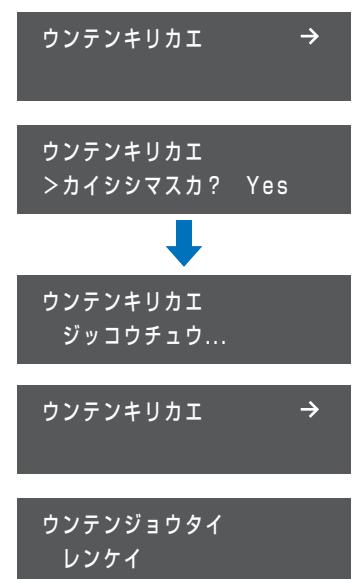 ウンテンキリカエ →
ウンテンキリカエ
>カイシシマスカ? Yes
ウンテンキリカエ
ジッコウチュウ...
ウンテンキリカエ →
ウンテンジョウタイ
レンケイ